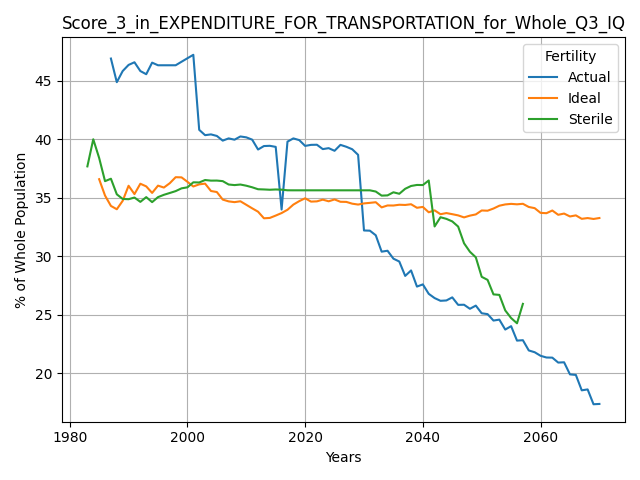 Score_3_in_EXPENDITURE_FOR_TRANSPORTATION_for_Whole_Q3_IQ
Fertility
Actual
Ideal
Sterile
% of Whole Population
45
40
35
30
25
20
1980
2000
2020
2040
2060
Years